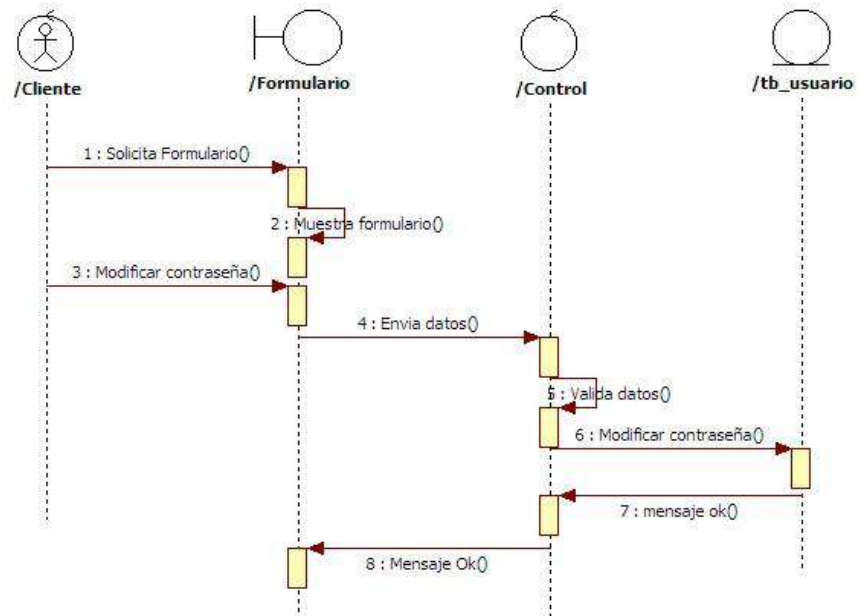 /Cliente
/Formulario
/Control
/tb_usuario
1 : Solicita Formulario()
2 : Muestra formulario()
3 : Modificar contraseña()
4 : Envia datos()
5 : Valida datos()
6 : Modificar contraseña()
7 : mensaje ok()
8 : Mensaje Ok()